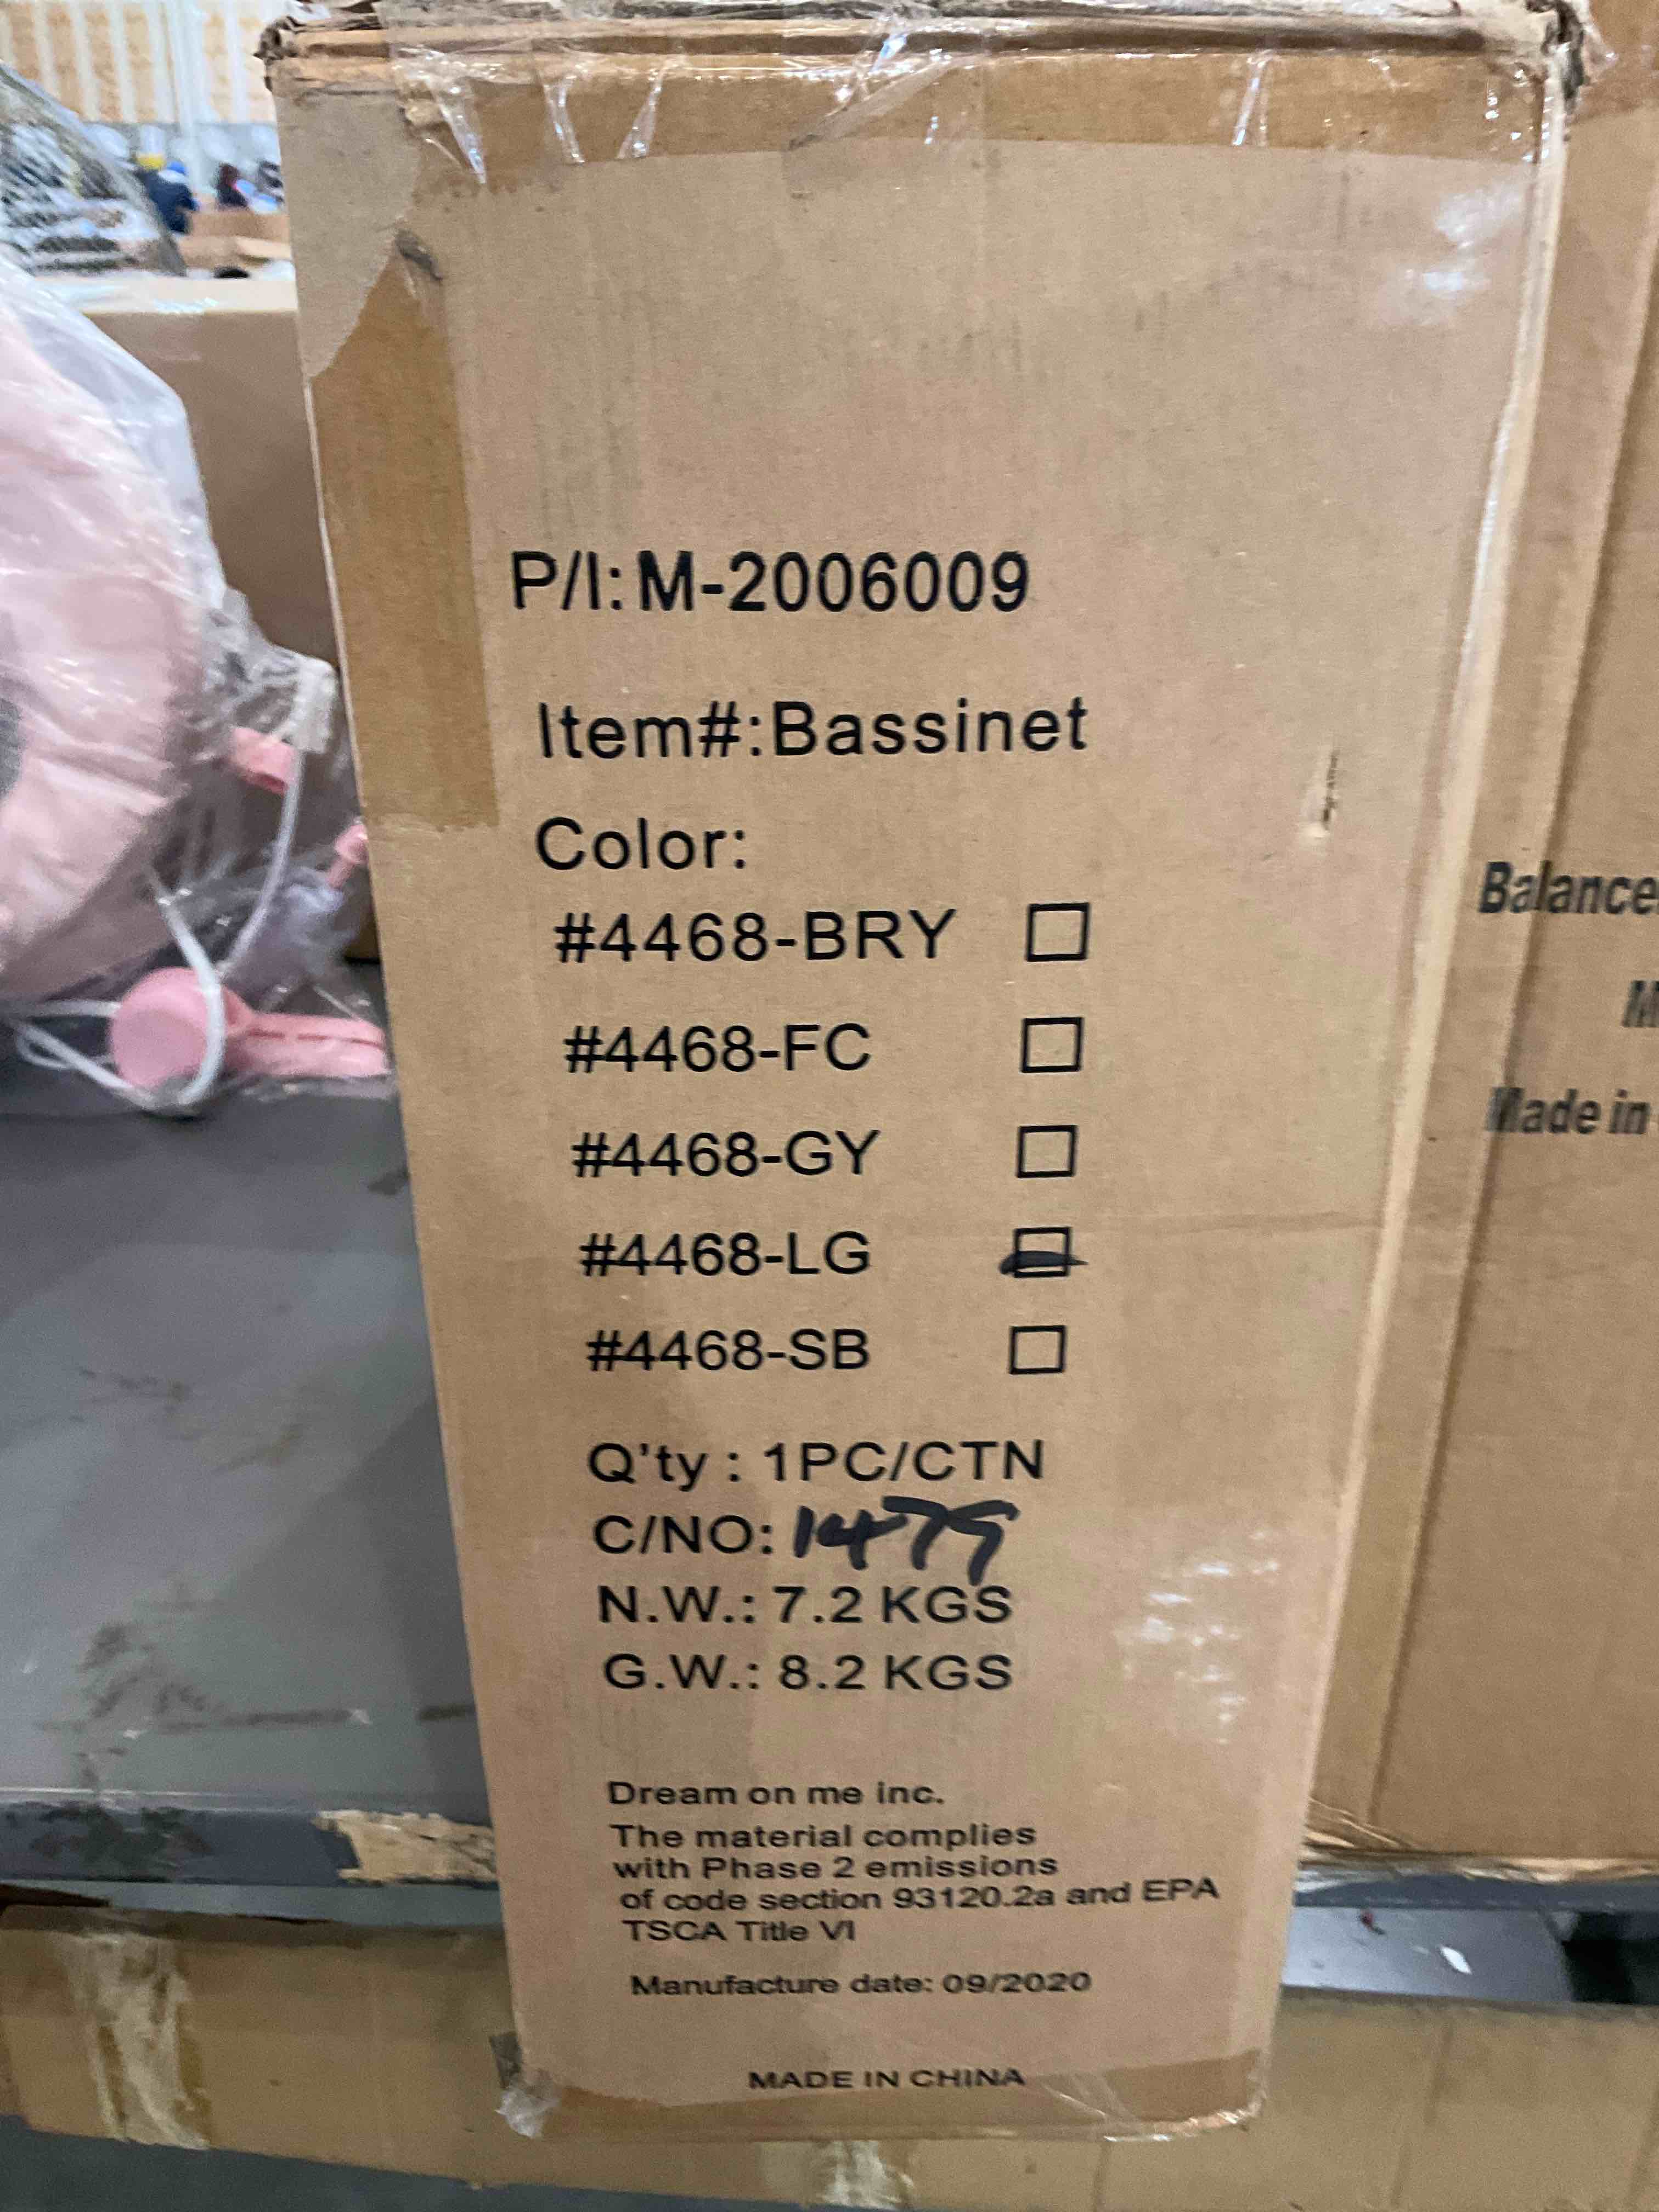 P/I: M-2006009
Item#:Bassinet
Color:
#4468-BRY
#4468-FC
#4468-GY
#4468-LG
#4468-SB
Q'ty : 1PC/CTN
C/NO: 1479
N.W.: 7.2 KGS
G.W.: 8.2 KGS
Dream on me inc.
The material complies
with Phase 2 emissions
of code section 93120.2a and EPA
TSCA Title VI
Manufacture date: 09/2020
MADE IN CHINA
Balance
M
Made in